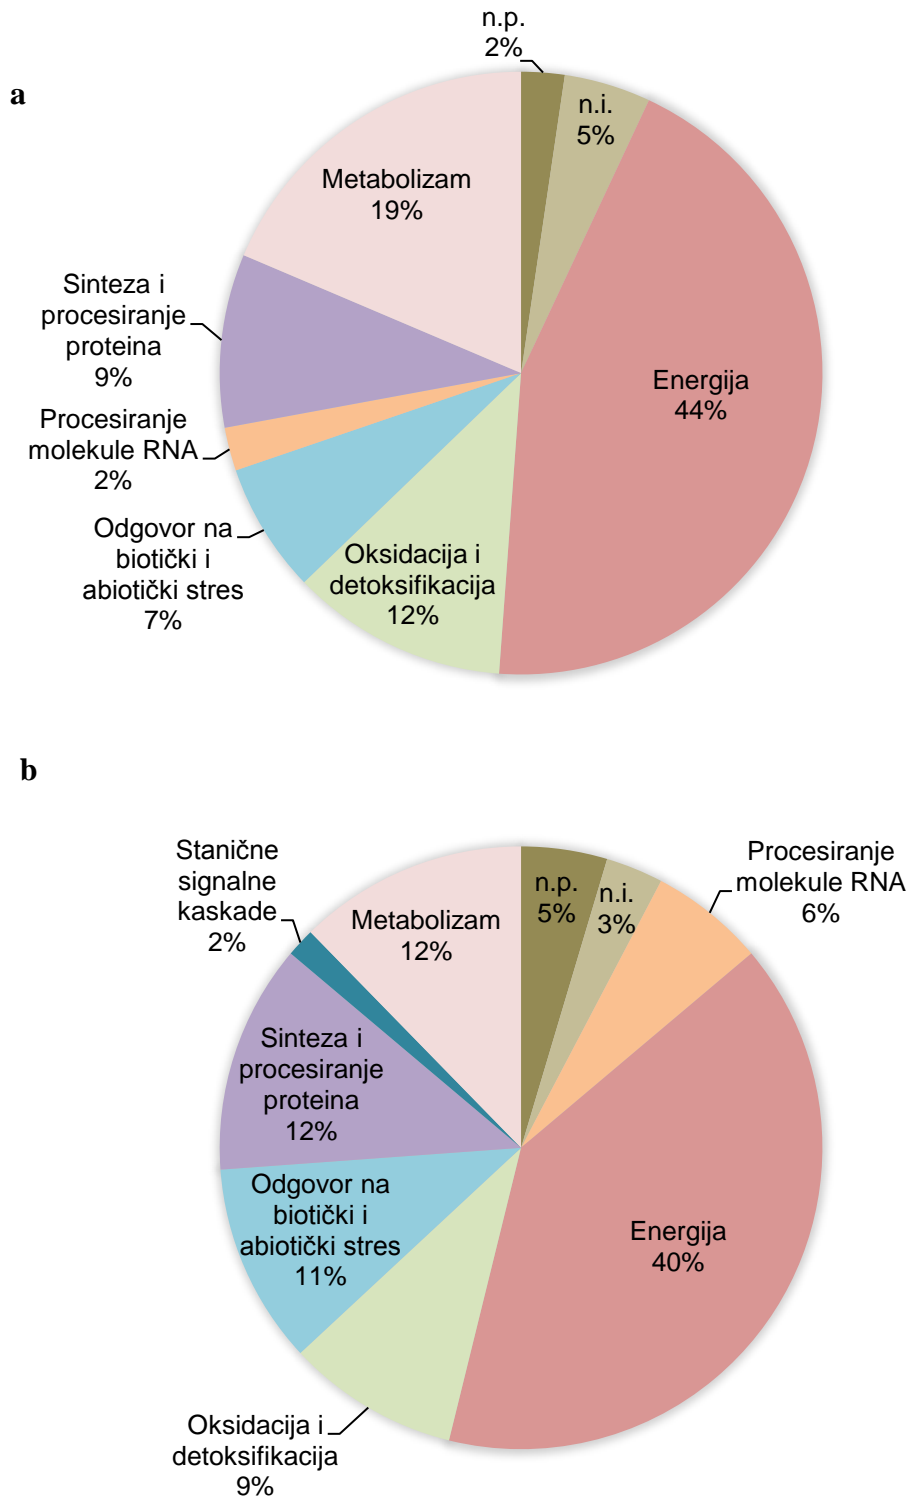 a
n.p.
2%
n.i.
5%
Energija
44%
Oksidacija i
detoksifikacija
12%
Odgovor na
biotički i
abiotički stres
7%
Procesiranje
molekule RNA
2%
Sinteza i
procesiranje
proteina
9%
Metabolizam
19%
b
n.p.
5%
n.i.
3%
Procesiranje
molekule RNA
6%
Energija
40%
Oksidacija i
detoksifikacija
9%
Odgovor na
biotički i
abiotički stres
11%
Sinteza i
procesiranje
proteina
12%
Stanične
signalne
kaskade
2%
Metabolizam
12%